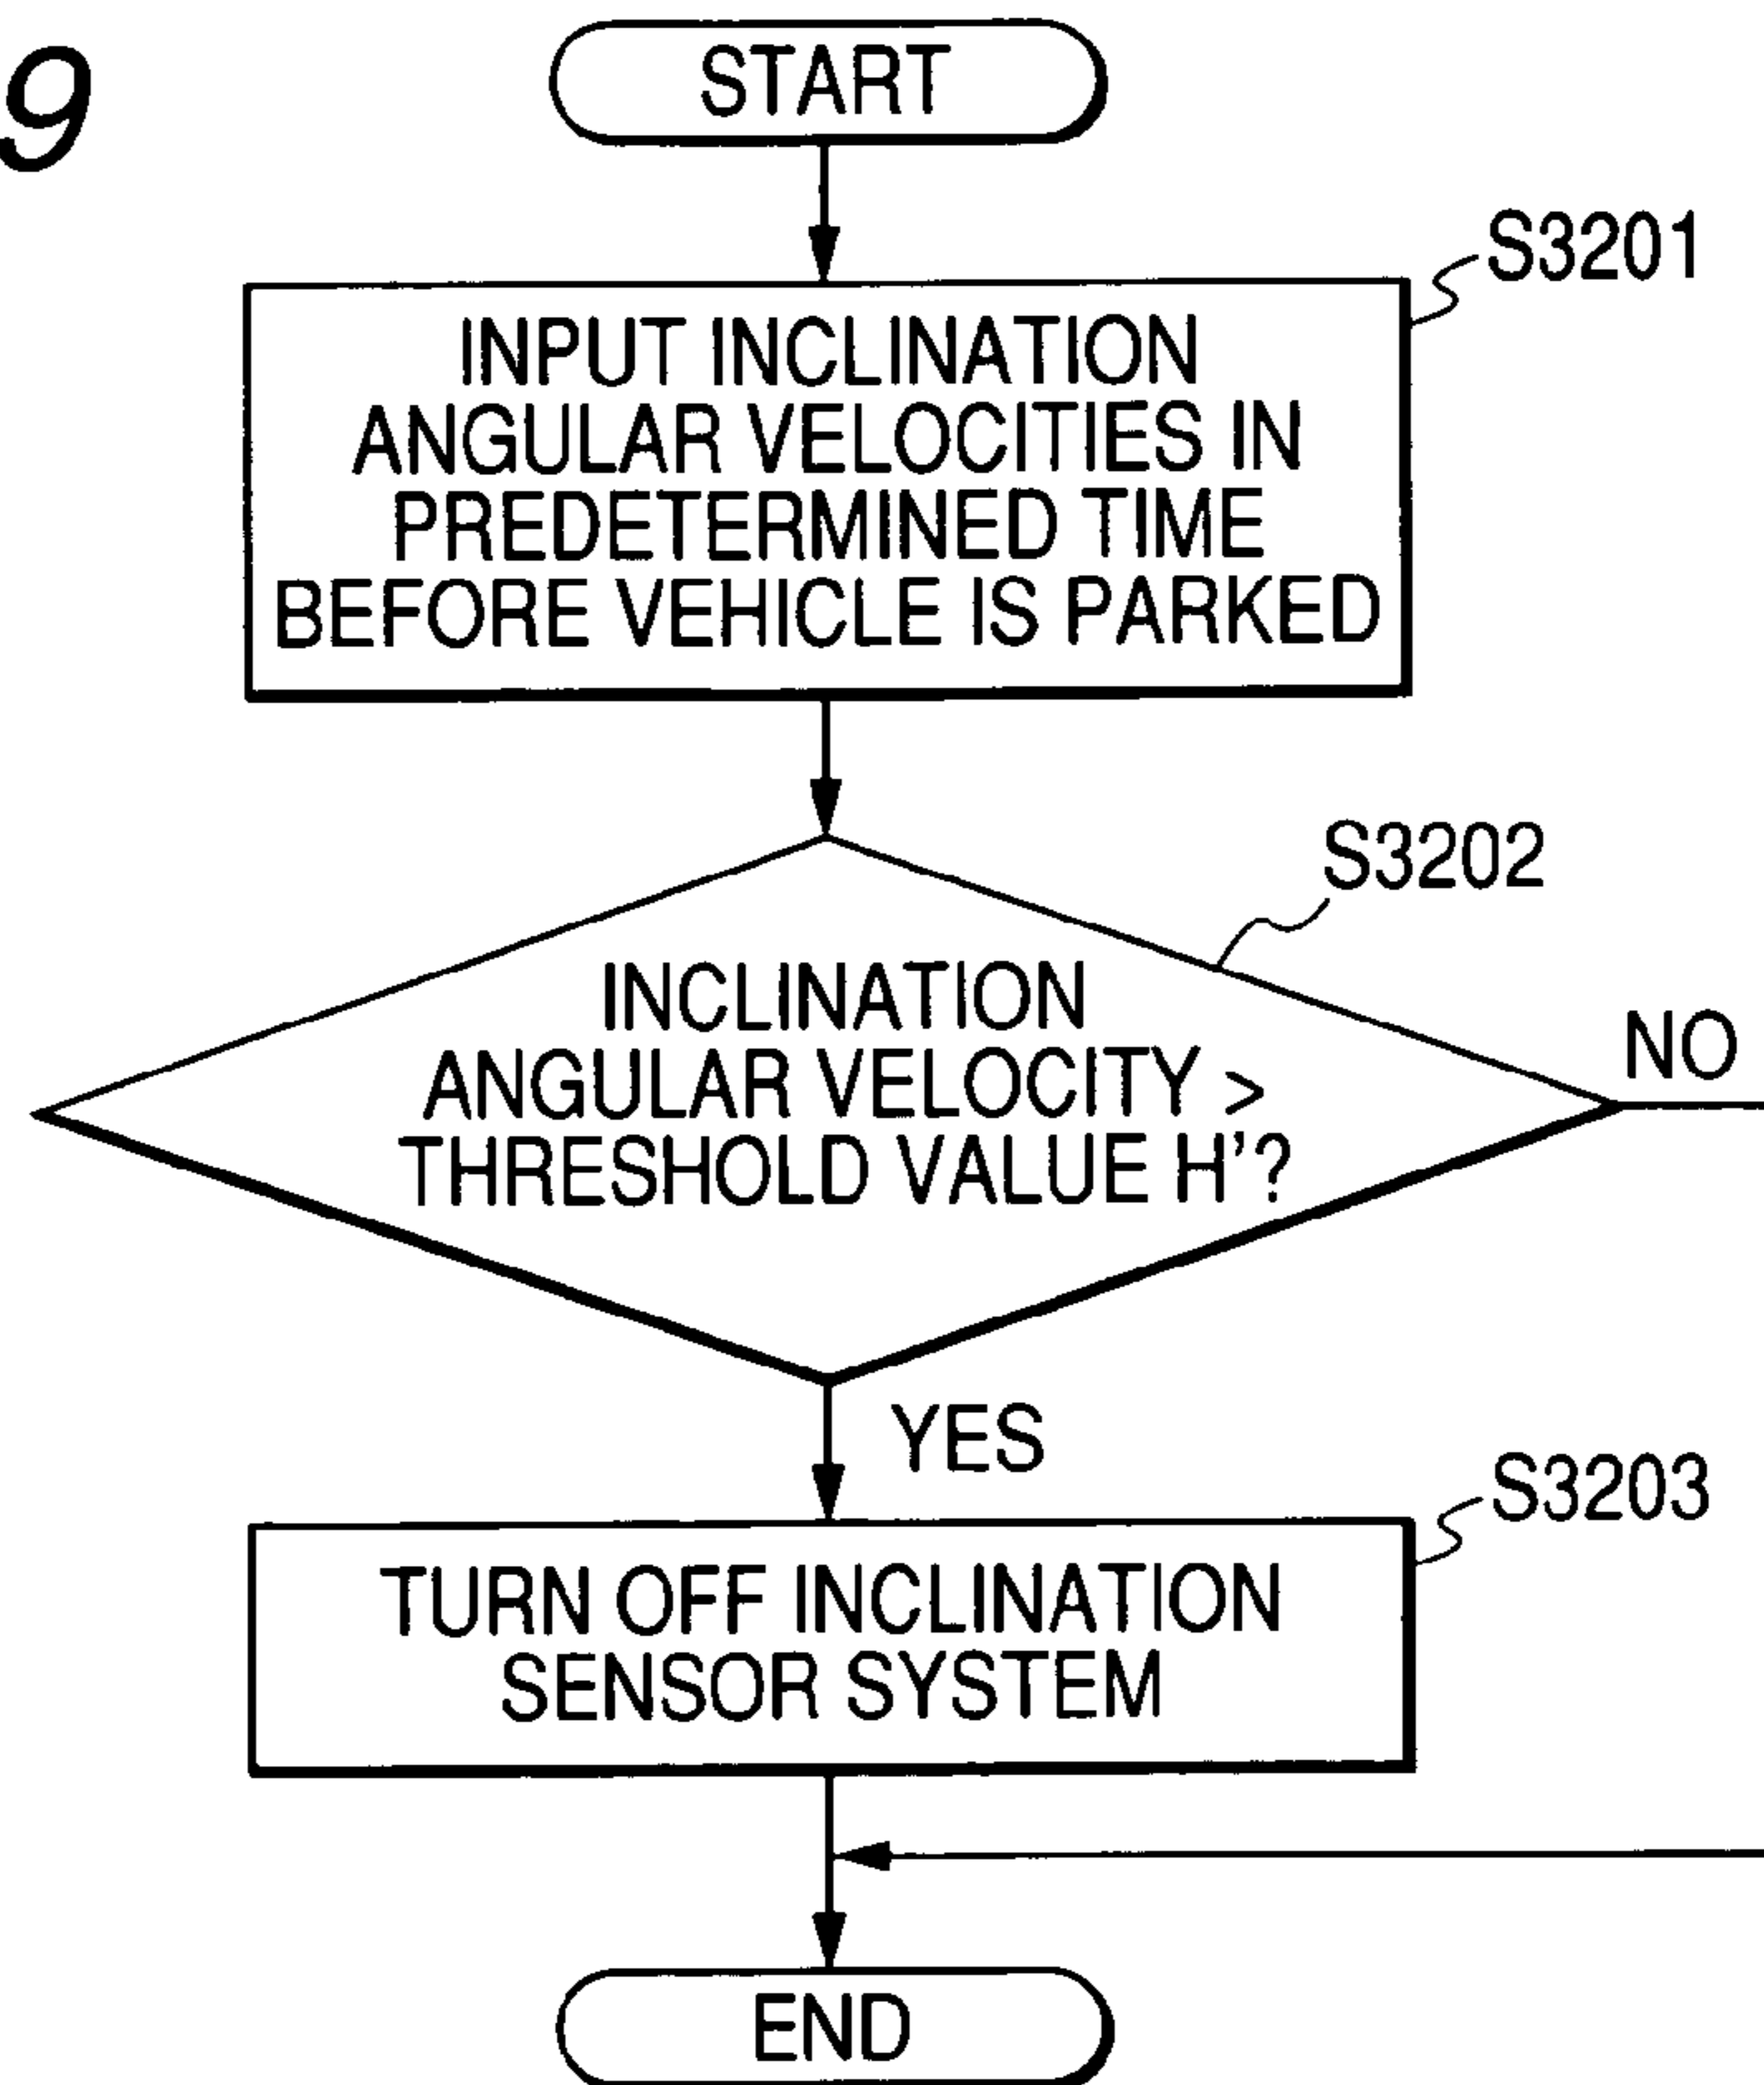 9
START
S3201
INPUT INCLINATION
ANGULAR VELOCITIES IN
PREDETERMINED TIME
BEFORE VEHICLE IS PARKED
S3202
INCLINATION
ANGULAR VELOCITY >
THRESHOLD VALUE H'?
NO
YES
S3203
TURN OFF INCLINATION
SENSOR SYSTEM
END